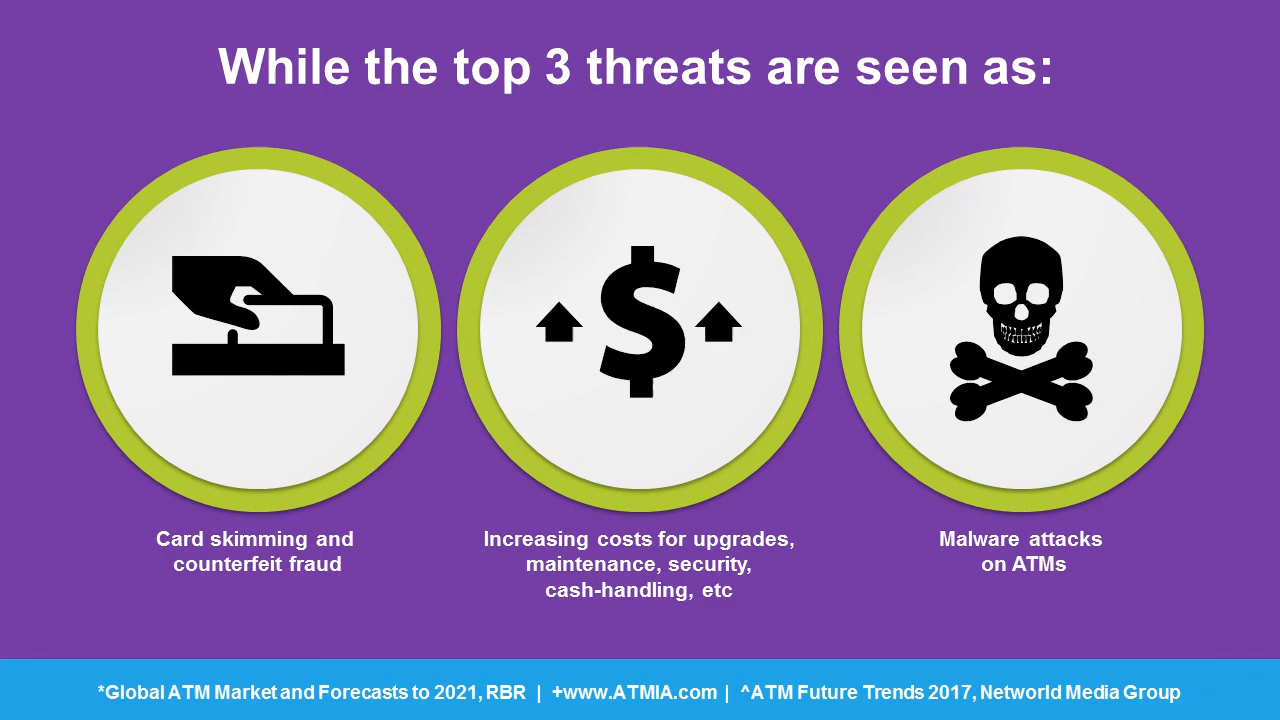 While the top 3 threats are seen as:
Card skimming and
counterfeit fraud
Increasing costs for upgrades,
maintenance, security,
cash-handling, etc
Malware attacks
on ATMs
*Global ATM Market and Forecasts to 2021, RBR | +www.ATMIA.com | ^ATM Future Trends 2017, Networld Media Group